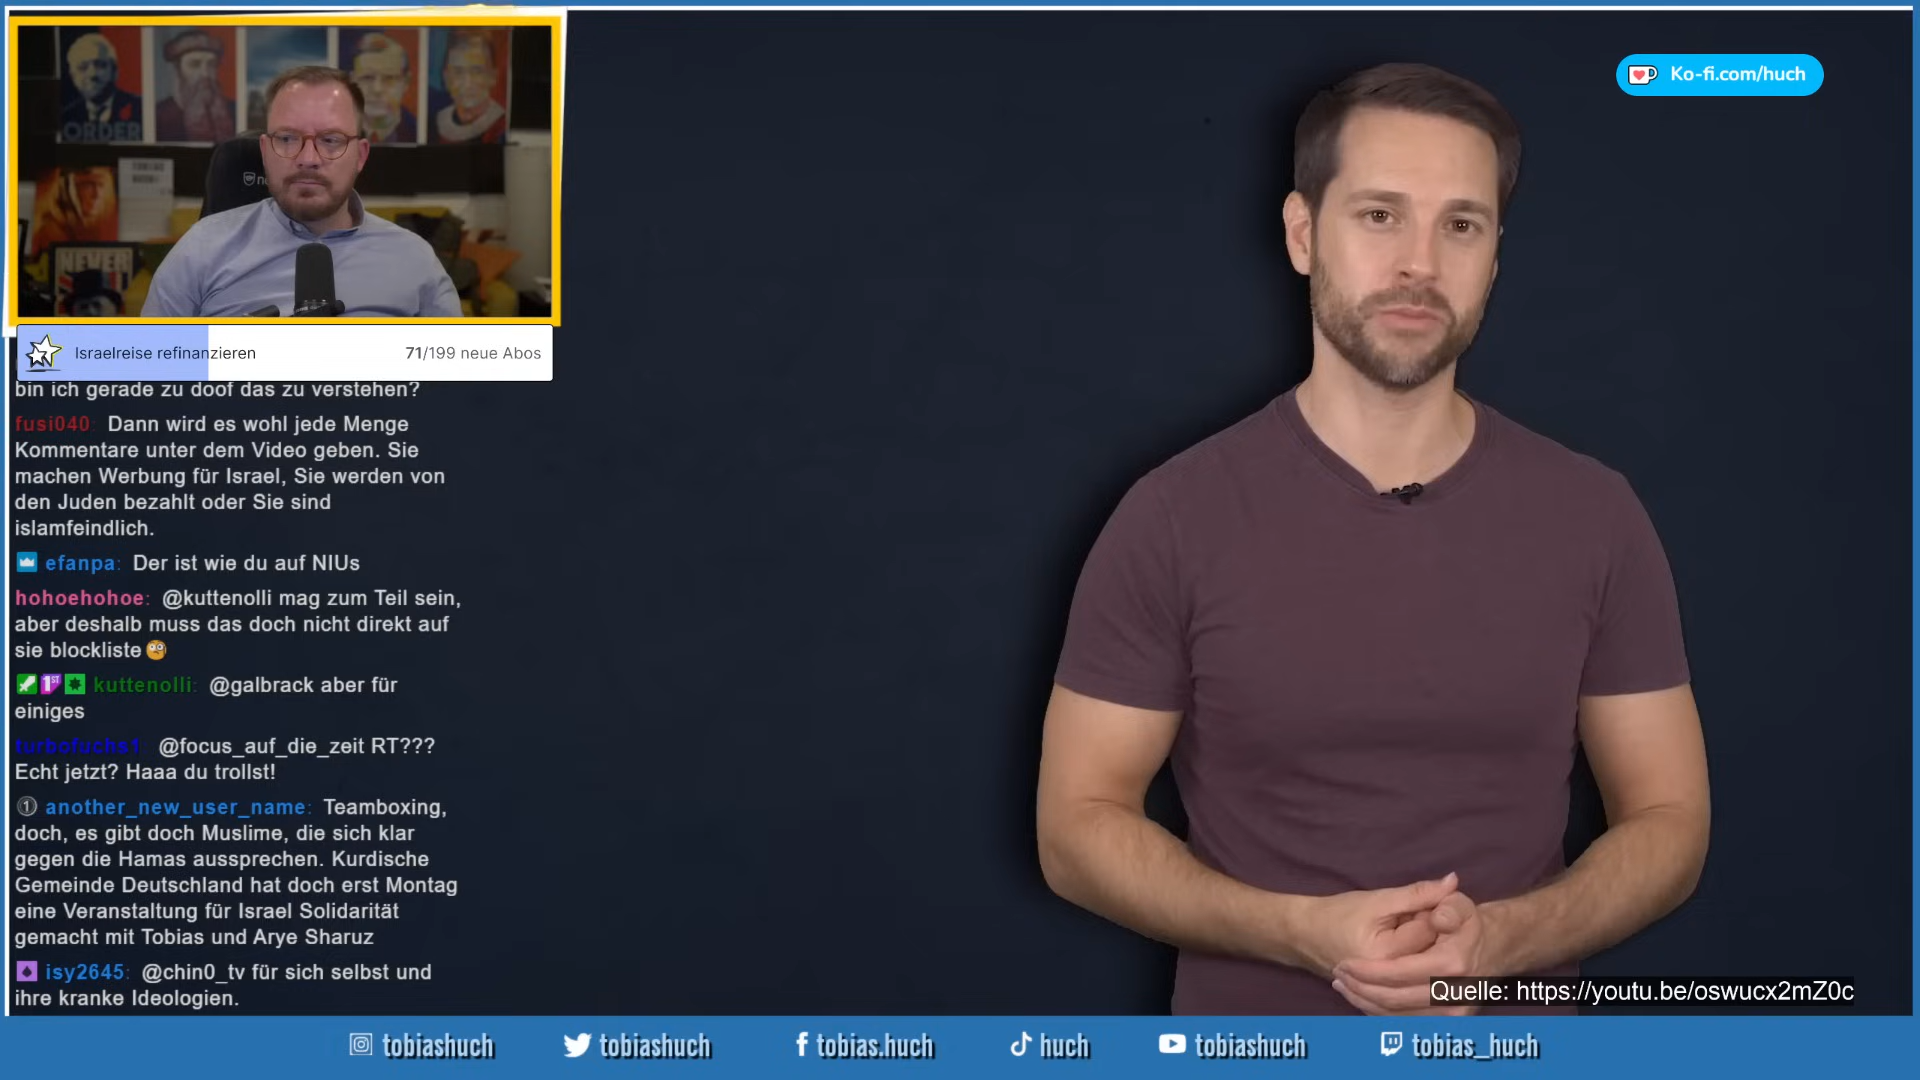 ORDER
NEVER
Ko-fi.com/huch
Israelreise refinanzieren
71/199 neue Abos
bin ich gerade zu doof das zu verstehen?
fusi040: Dann wird es wohl jede Menge
Kommentare unter dem Video geben. Sie
machen Werbung für Israel, Sie werden von
den Juden bezahlt oder Sie sind
islamfeindlich.
efanpa: Der ist wie du auf NIUs
hohoehohoe: @kuttenolli mag zum Teil sein,
aber deshalb muss das doch nicht direkt auf
sie blockliste
kuttenolli: @galbrack aber für
einiges
turbofuchs1: @focus_auf_die_zeit RT???
Echt jetzt? Haaa du trollst!
another_new_user_name: Teamboxing,
doch, es gibt doch Muslime, die sich klar
gegen die Hamas aussprechen. Kurdische
Gemeinde Deutschland hat doch erst Montag
eine Veranstaltung für Israel Solidarität
gemacht mit Tobias und Arye Sharuz
isy2645: @chin0_tv für sich selbst und
ihre kranke Ideologien.
Quelle: https://youtu.be/oswucx2mZ0c
tobiashuch
tobiashuch
tobias.huch
huch
tobiashuch
tobias_huch